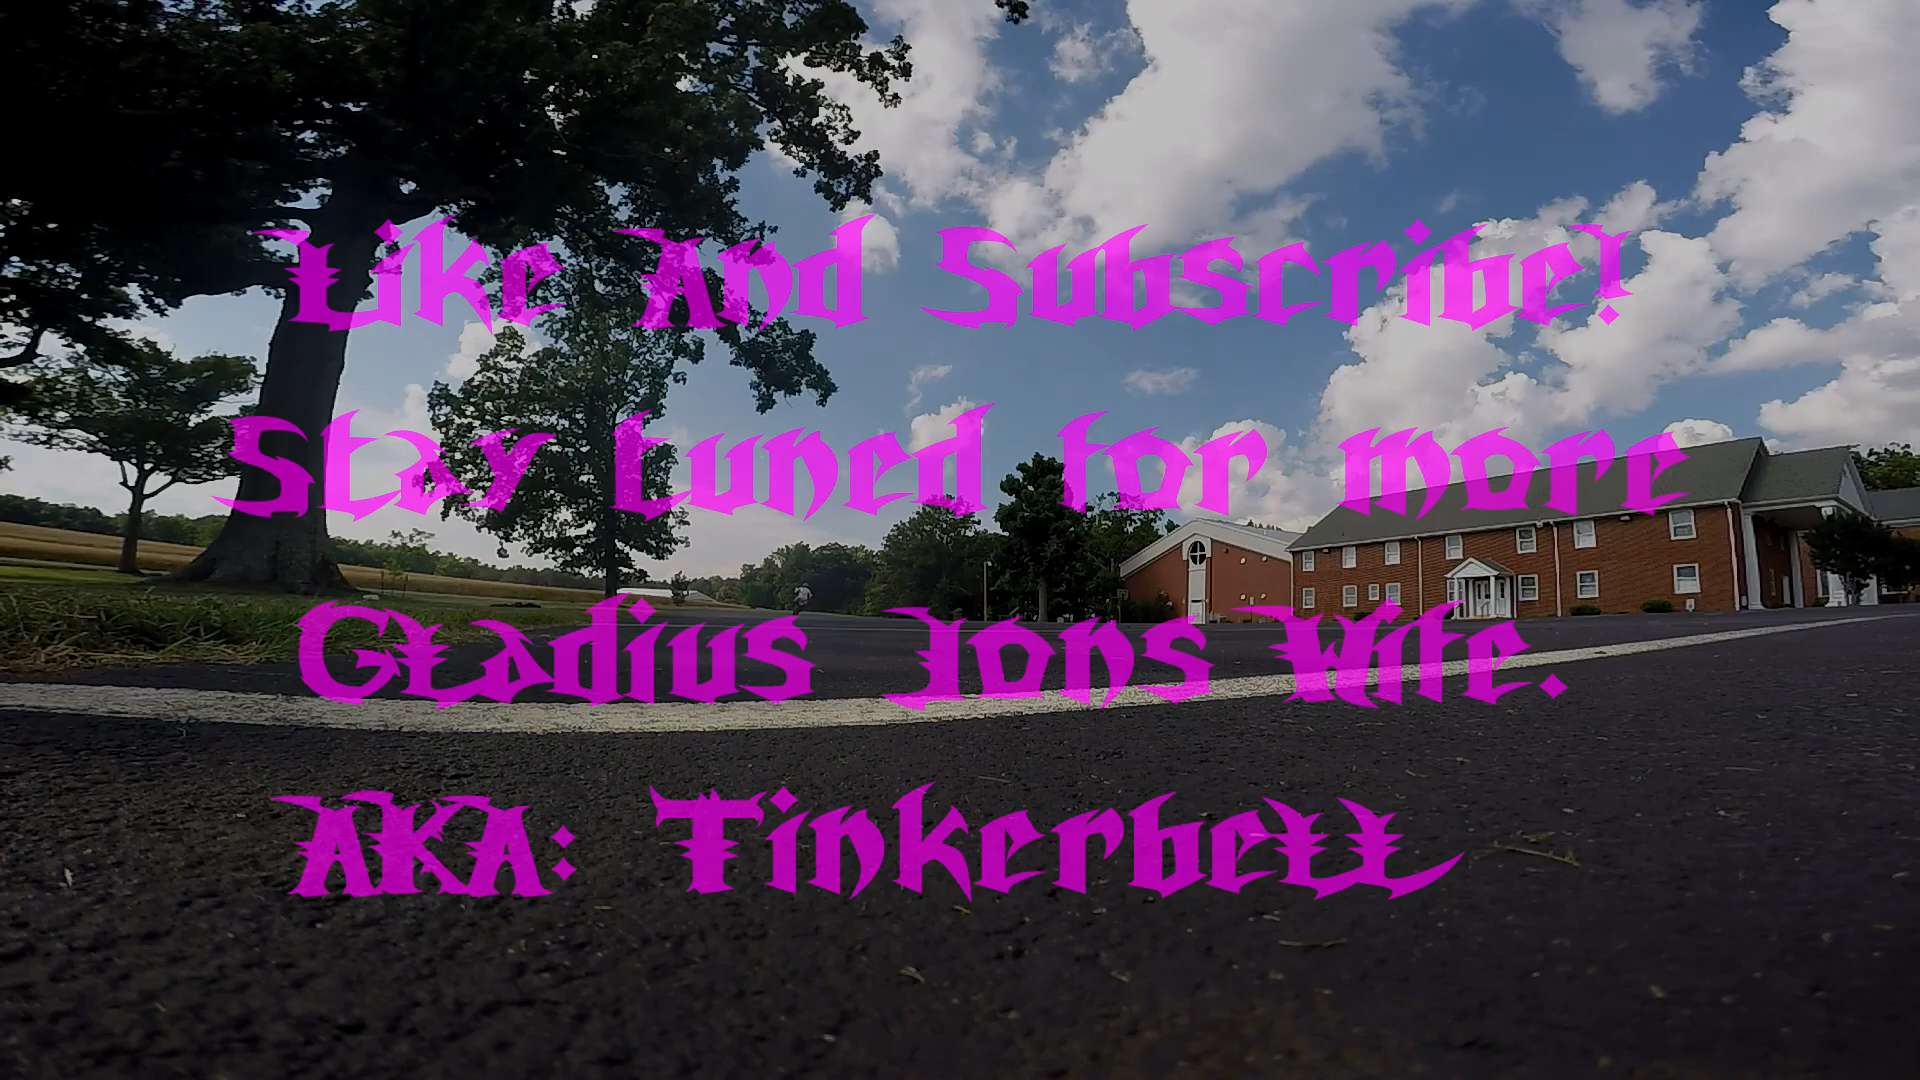 Like And Subscribe!
Stay tuned for more
Gladius Jons Wife.
AKA: Tinkerbell